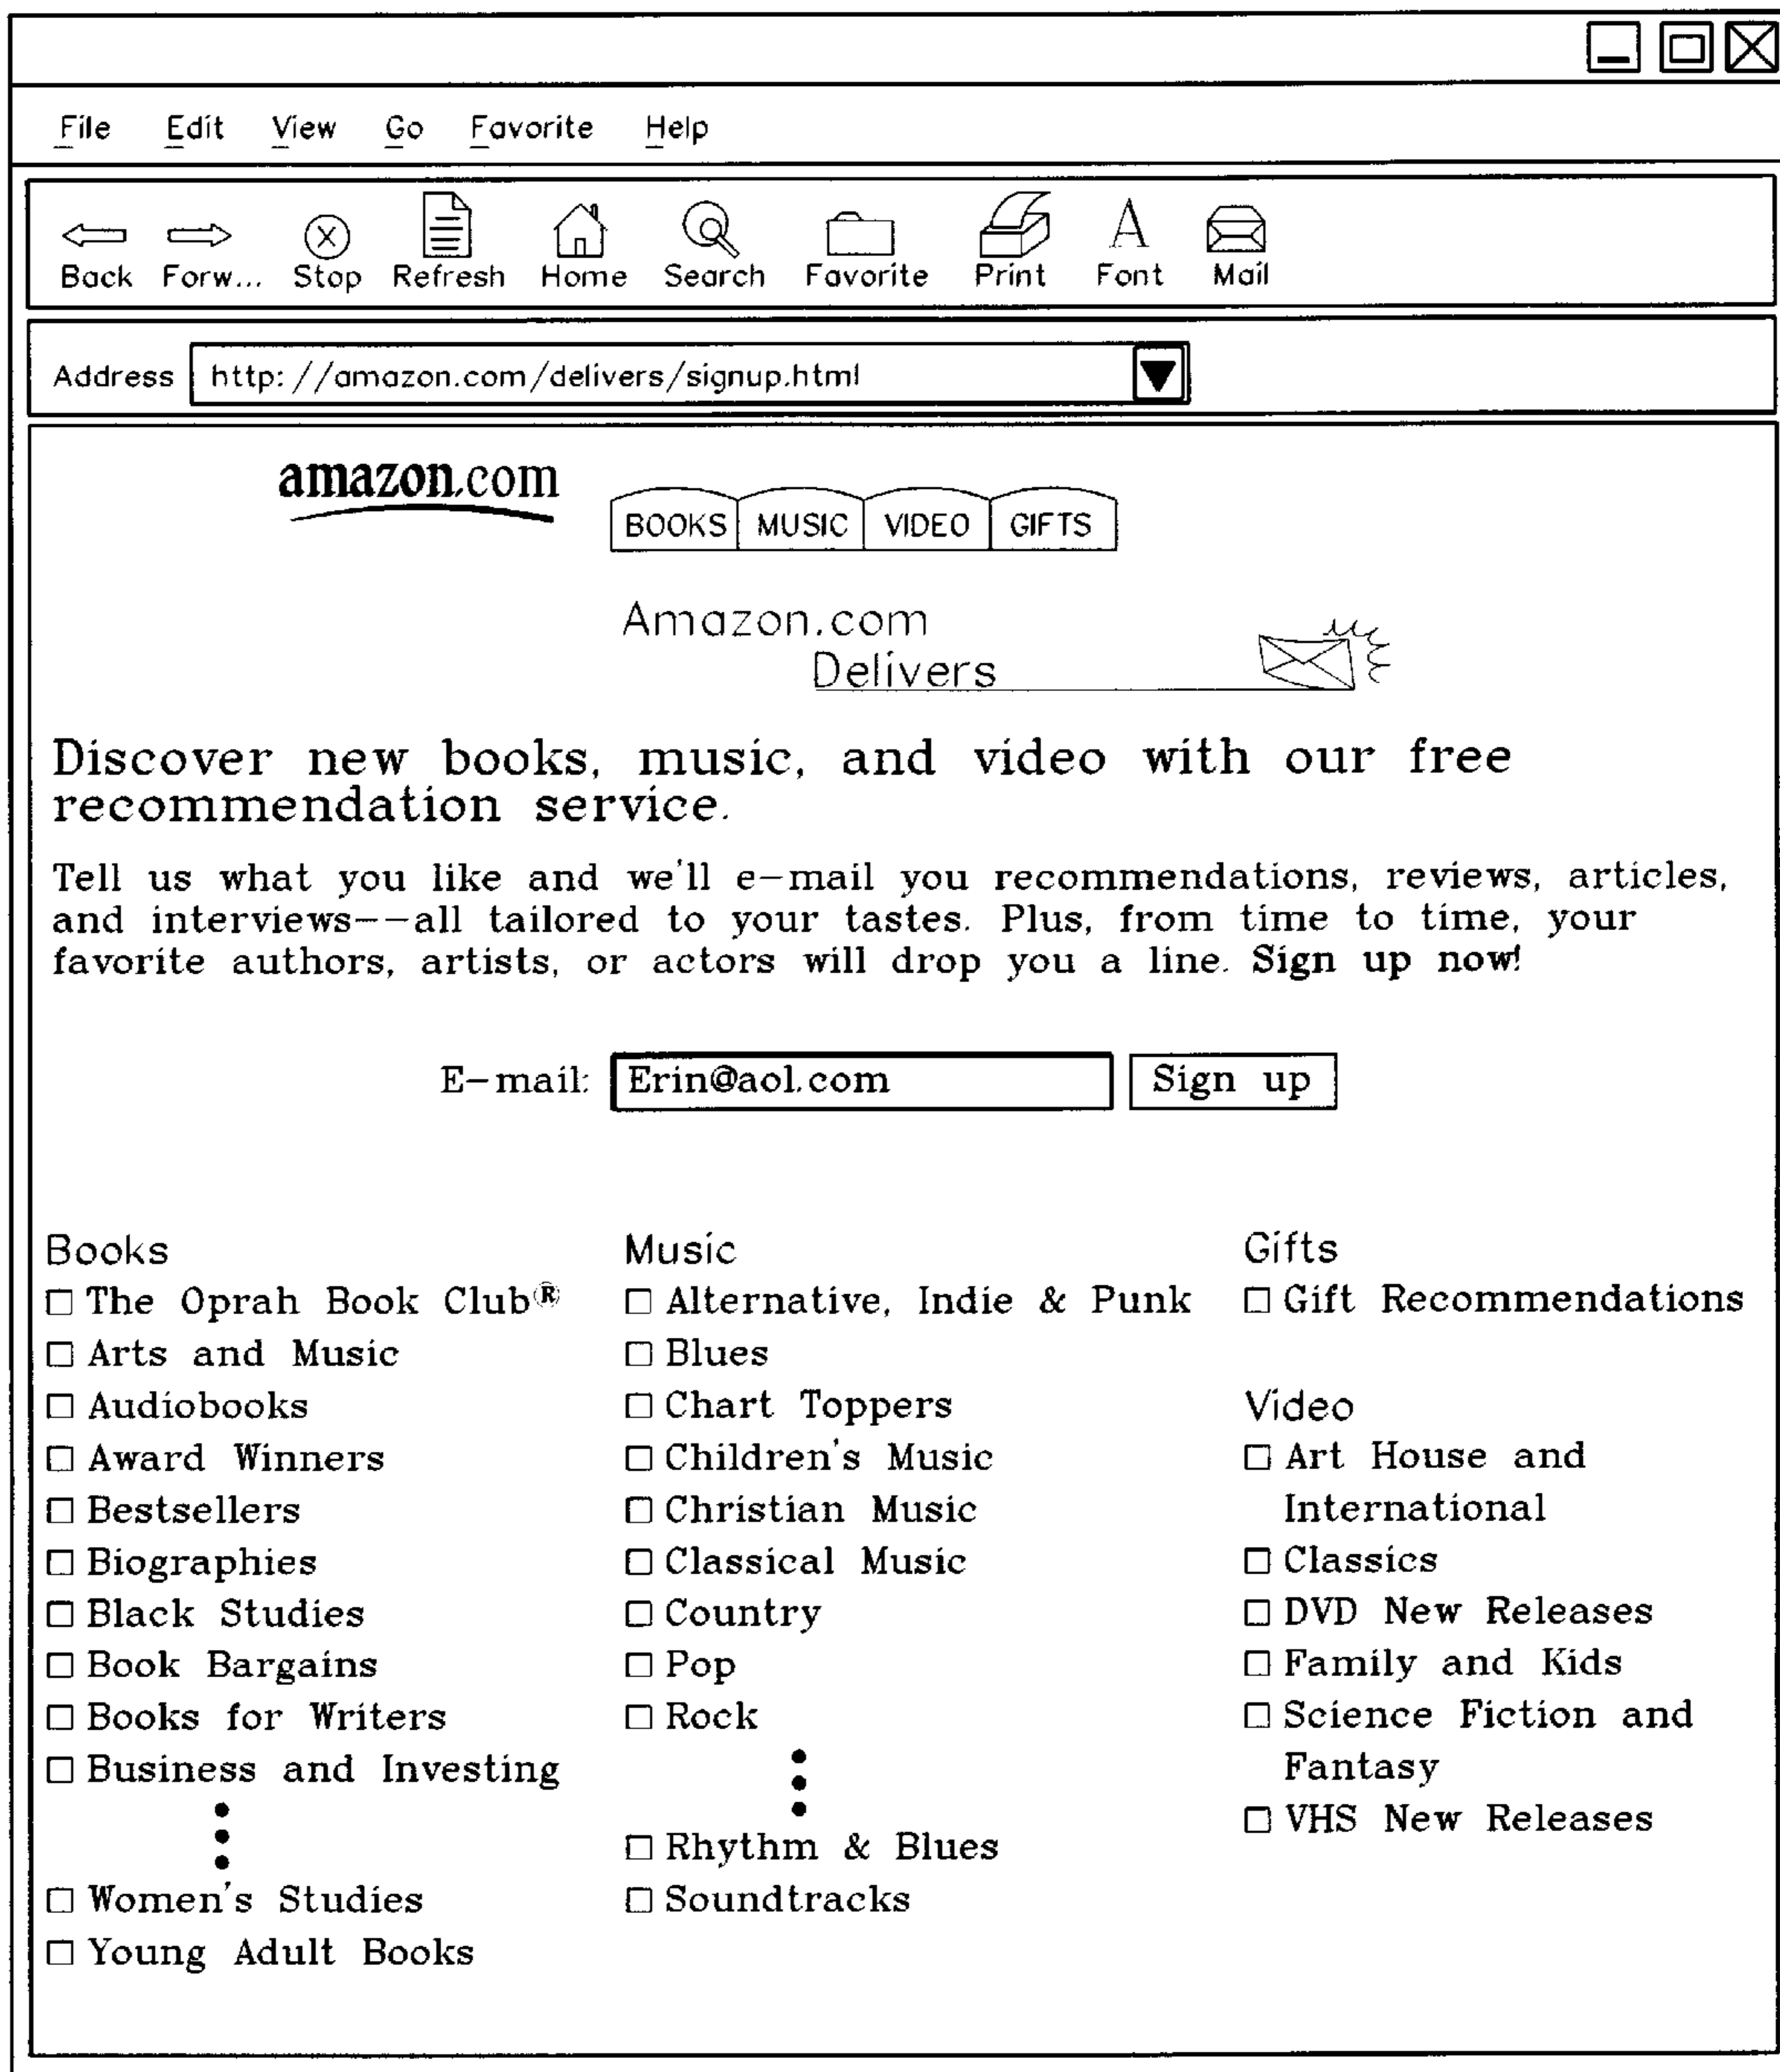 File Edit View Go Favorite Help
Back Forw... Stop Refresh Home Search Favorite Print Font Mail
Address http://amazon.com/delivers/signup.html
amazon.com
BOOKS MUSIC VIDEO GIFTS
Amazon.com
Delivers
Discover new books, music, and video with our free
recommendation service.
Tell us what you like and we'll e-mail you recommendations, reviews, articles,
and interviews--all tailored to your tastes. Plus, from time to time, your
favorite authors, artists, or actors will drop you a line. Sign up now!
E-mail: Erin@aol.com Sign up
Books
The Oprah Book Club®
Arts and Music
Audiobooks
Award Winners
Bestsellers
Biographies
Black Studies
Book Bargains
Books for Writers
Business and Investing
Women's Studies
Young Adult Books
Music
Alternative, Indie & Punk
Blues
Chart Toppers
Children's Music
Christian Music
Classical Music
Country
Pop
Rock
Rhythm & Blues
Soundtracks
Gifts
Gift Recommendations
Video
Art House and
International
Classics
DVD New Releases
Family and Kids
Science Fiction and
Fantasy
VHS New Releases